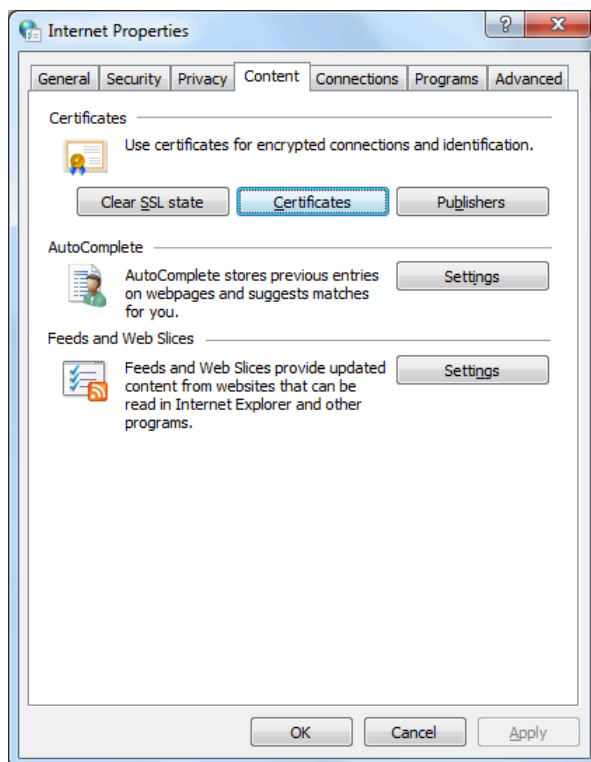 Internet Properties
General Security Privacy Content Connections Programs Advanced
Certificates
Use certificates for encrypted connections and identification.
Clear SSL state Certificates Publishers
AutoComplete
AutoComplete stores previous entries
on webpages and suggests matches
for you.
Settings
Feeds and Web Slices
Feeds and Web Slices provide updated
content from websites that can be
read in Internet Explorer and other
programs.
Settings
OK Cancel Apply